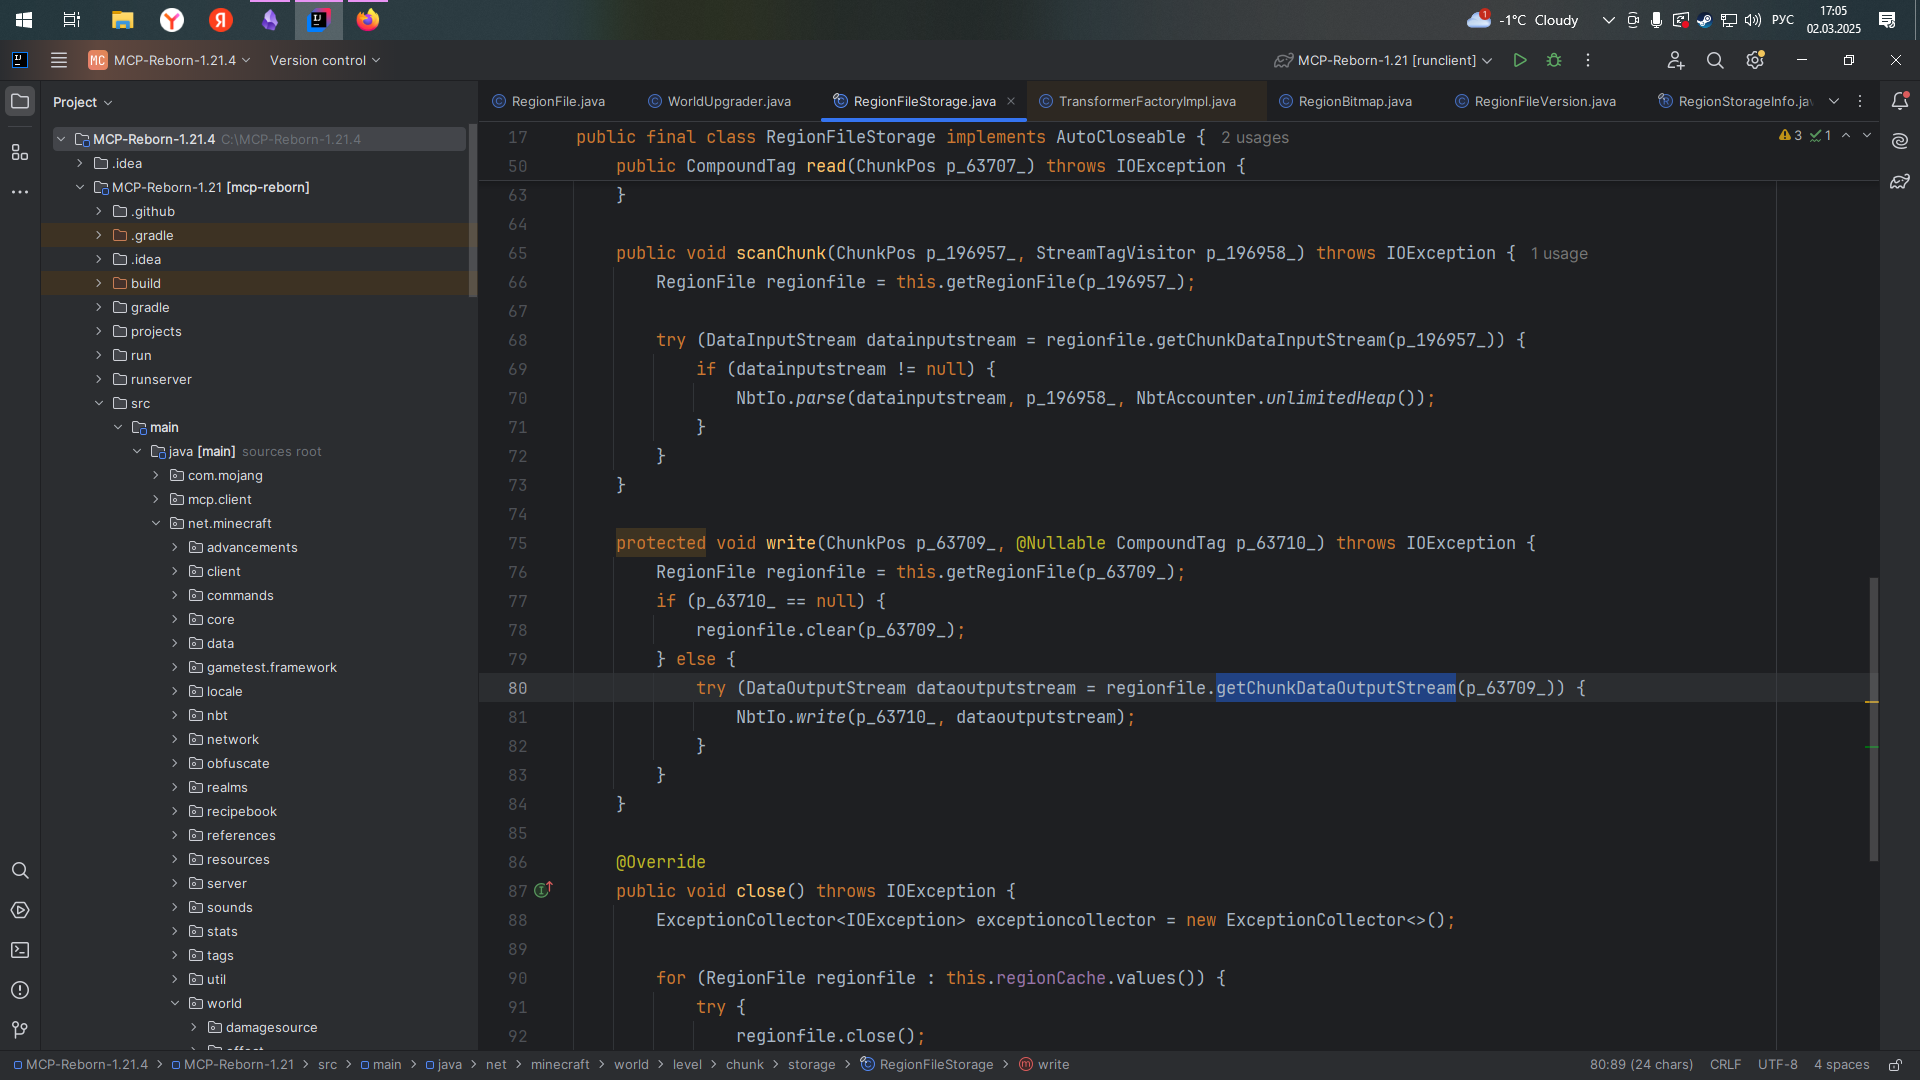 -1°C Cloudy
РУС
17:05
02.03.2025
MC MCP-Reborn-1.21.4
Version control
MCP-Reborn-1.21 [runclient]
Project
RegionFile.java
WorldUpgrader.java
RegionFileStorage.java
TransformerFactoryImpl.java
RegionBitmap.java
RegionFileVersion.java
RegionStorageInfo.jav
MCP-Reborn-1.21.4 C:\MCP-Reborn-1.21.4
.idea
MCP-Reborn-1.21 [mcp-reborn]
.github
.gradle
.idea
build
gradle
projects
run
runserver
src
main
java [main] sources root
com.mojang
mcp.client
net.minecraft
advancements
client
commands
core
data
gametest.framework
locale
nbt
network
obfuscate
realms
recipebook
references
resources
server
sounds
stats
tags
util
world
damagesource
3 1
17 public final class RegionFileStorage implements AutoCloseable { 2 usages
50 public CompoundTag read(ChunkPos p_63707_) throws IOException {
63 }
64
65 public void scanChunk(ChunkPos p_196957_, StreamTagVisitor p_196958_) throws IOException { 1 usage
66 RegionFile regionfile = this.getRegionFile(p_196957_);
67
68 try (DataInputStream datainputstream = regionfile.getChunkDataInputStream(p_196957_)) {
69 if (datainputstream != null) {
70 NbtIo.parse(datainputstream, p_196958_, NbtAccounter.unlimitedHeap());
71 }
72 }
73 }
74
75 protected void write(ChunkPos p_63709_, @Nullable CompoundTag p_63710_) throws IOException {
76 RegionFile regionfile = this.getRegionFile(p_63709_);
77 if (p_63710_ == null) {
78 regionfile.clear(p_63709_);
79 } else {
80 try (DataOutputStream dataoutputstream = regionfile.getChunkDataOutputStream(p_63709_)) {
81 NbtIo.write(p_63710_, dataoutputstream);
82 }
83 }
84 }
85
86 @Override
87 public void close() throws IOException {
88 ExceptionCollector<IOException> exceptioncollector = new ExceptionCollector<>();
89
90 for (RegionFile regionfile : this.regionCache.values()) {
91 try {
92 regionfile.close();
MCP-Reborn-1.21.4 > MCP-Reborn-1.21 > src > main > java > net > minecraft > world > level > chunk > storage > RegionFileStorage > write
80:89 (24 chars) CRLF UTF-8 4 spaces